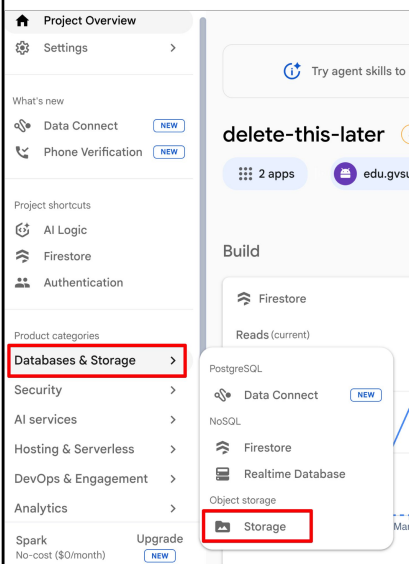 Project Overview
Settings
What's new
Data Connect NEW
Phone Verification NEW
Project shortcuts
AI Logic
Firestore
Authentication
Product categories
Databases & Storage
Security
AI services
Hosting & Serverless
DevOps & Engagement
Analytics
Spark Upgrade
No-cost ($0/month) NEW
Try agent skills to
delete-this-later
2 apps
edu.gvsu
Build
Firestore
Reads (current)
PostgreSQL
Data Connect NEW
NoSQL
Firestore
Realtime Database
Object storage
Storage
Mar